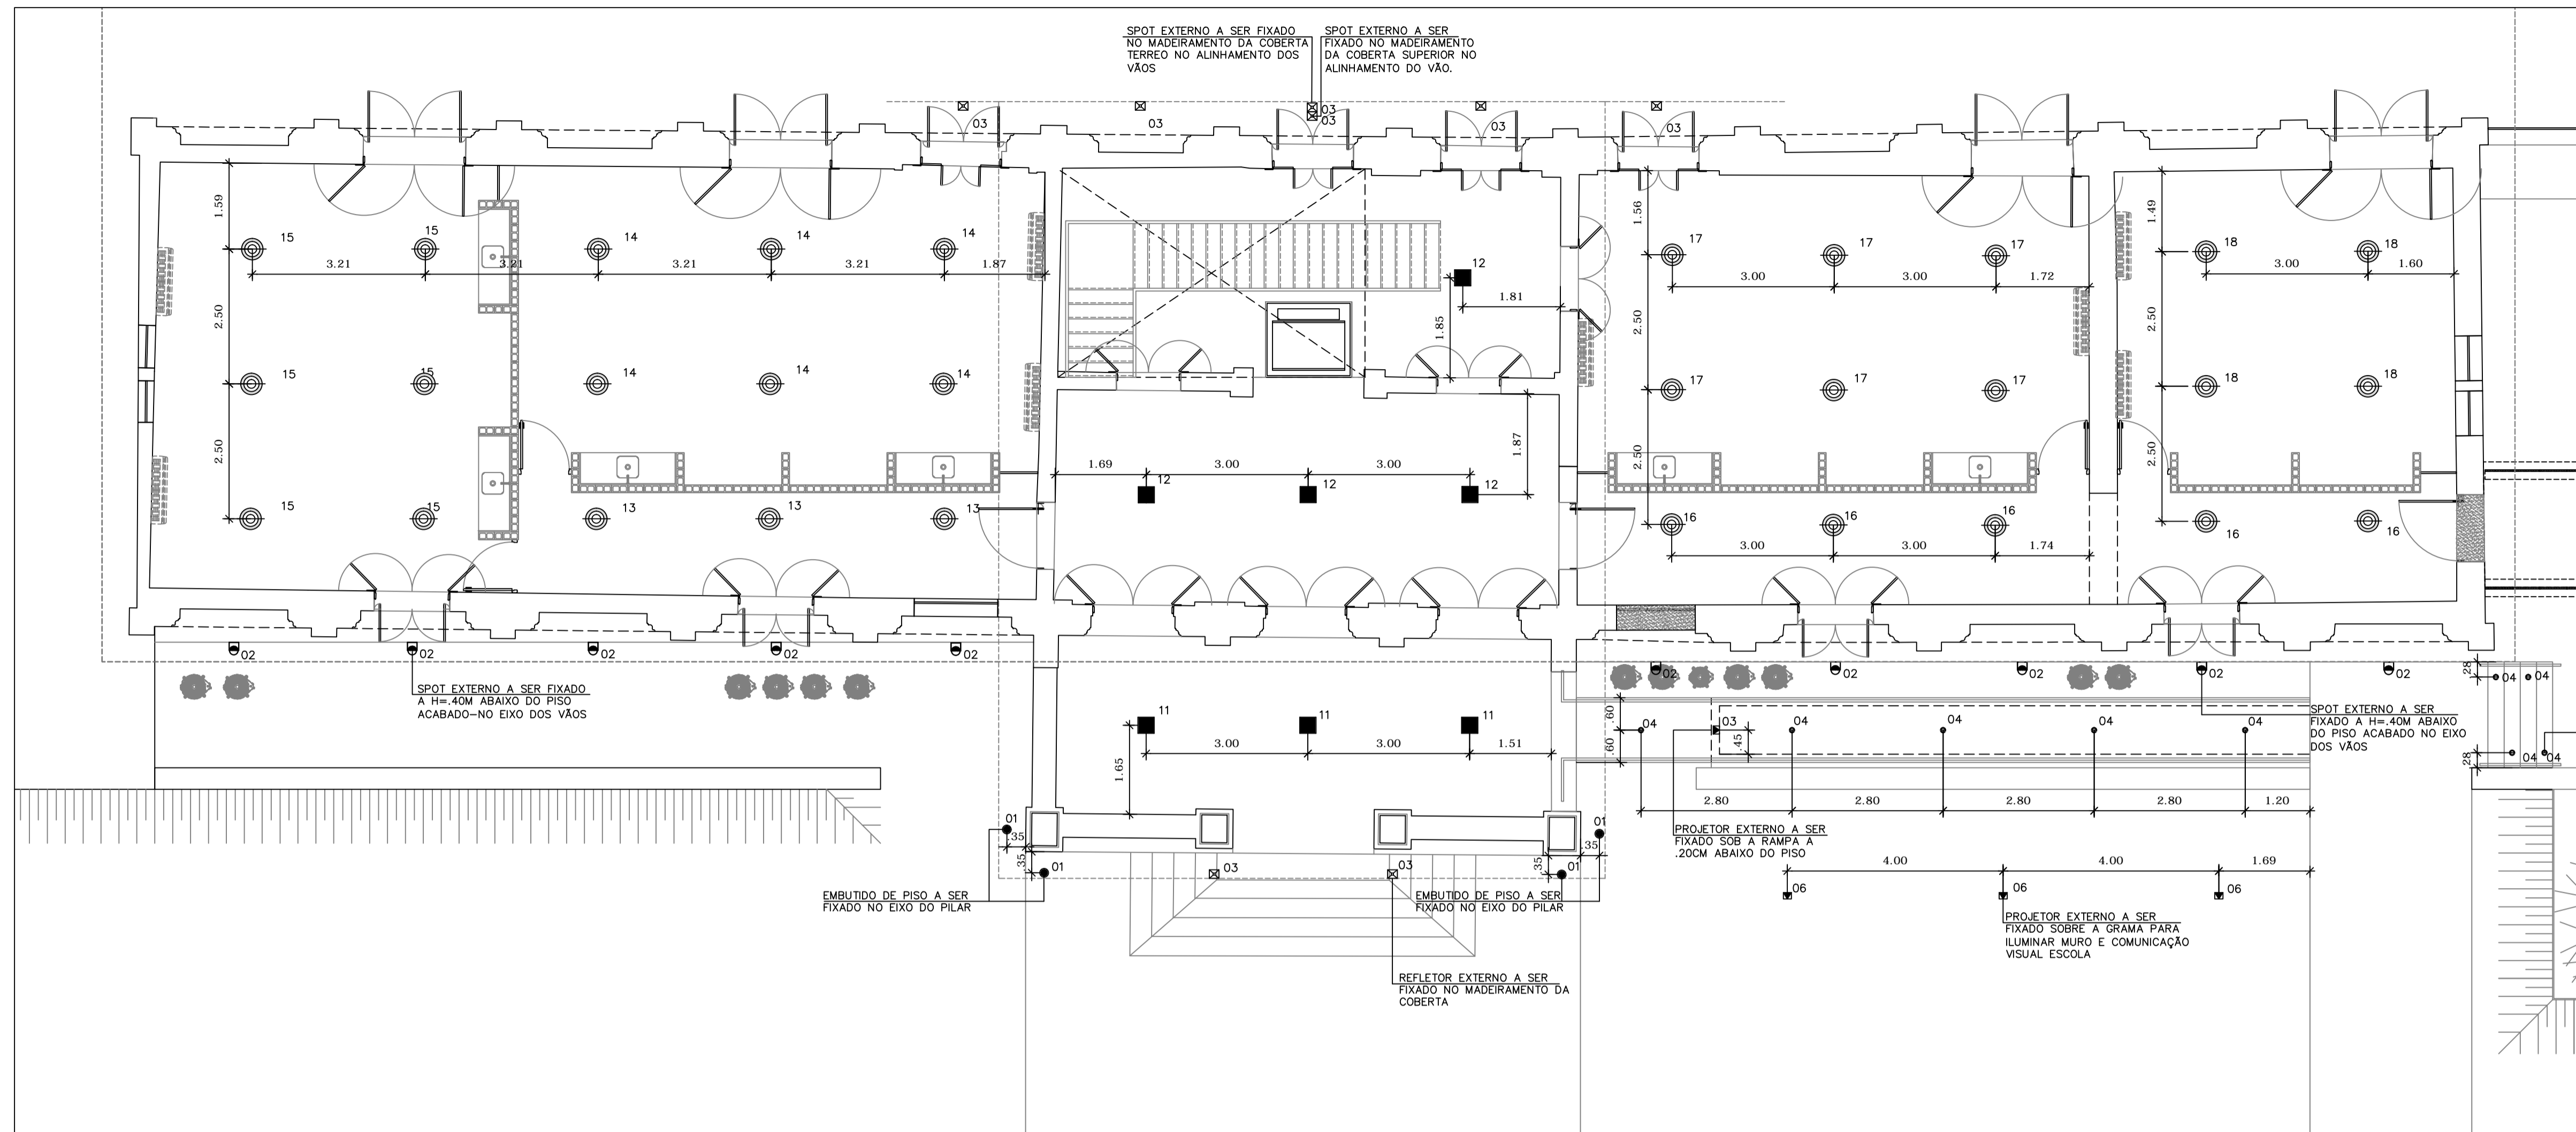 SPOT EXTERNO A SER FIXADO
NO MADEIRAMENTO DA COBERTA
TERREO NO ALINHAMENTO DOS
VÃOS
SPOT EXTERNO A SER
FIXADO NO MADEIRAMENTO
DA COBERTA SUPERIOR NO
ALINHAMENTO DO VÃO.
03
03
03 03 03 03
1.59
15 15 14 14 14
3.21 3.21 3.21 3.21 1.87
2.50
15 15 14 14 14
2.50
15 15 13 13 13
12
1.81
1.85
1.87
1.69 3.00 3.00
12 12 12
1.56
17 17 17
3.00 3.00 1.72
2.50
17 17 17
2.50
16 16 16
3.00 3.00 1.74
1.49
18 18
3.00 1.60
2.50
18 18
2.50
16 16
02 02 02 02 02
02 02 02 02 02
SPOT EXTERNO A SER FIXADO
A H=.40M ABAIXO DO PISO
ACABADO-NO EIXO DOS VÃOS
11 11 11
3.00 3.00 1.51
1.65
.60
.60
04 03 04 04 04 04
.45
2.80 2.80 2.80 2.80 1.20
SPOT EXTERNO A SER
FIXADO A H=.40M ABAIXO
DO PISO ACABADO NO EIXO
DOS VÃOS
.28
04 04
.28
04 04
01
.35
.35
01
01
.35
.35
01
03 03
EMBUTIDO DE PISO A SER
FIXADO NO EIXO DO PILAR
EMBUTIDO DE PISO A SER
FIXADO NO EIXO DO PILAR
PROJETOR EXTERNO A SER
FIXADO SOB A RAMPA A
.20CM ABAIXO DO PISO
4.00 4.00 1.69
06 06 06
PROJETOR EXTERNO A SER
FIXADO SOBRE A GRAMA PARA
ILUMINAR MURO E COMUNICAÇÃO
VISUAL ESCOLA
REFLETOR EXTERNO A SER
FIXADO NO MADEIRAMENTO DA
COBERTA